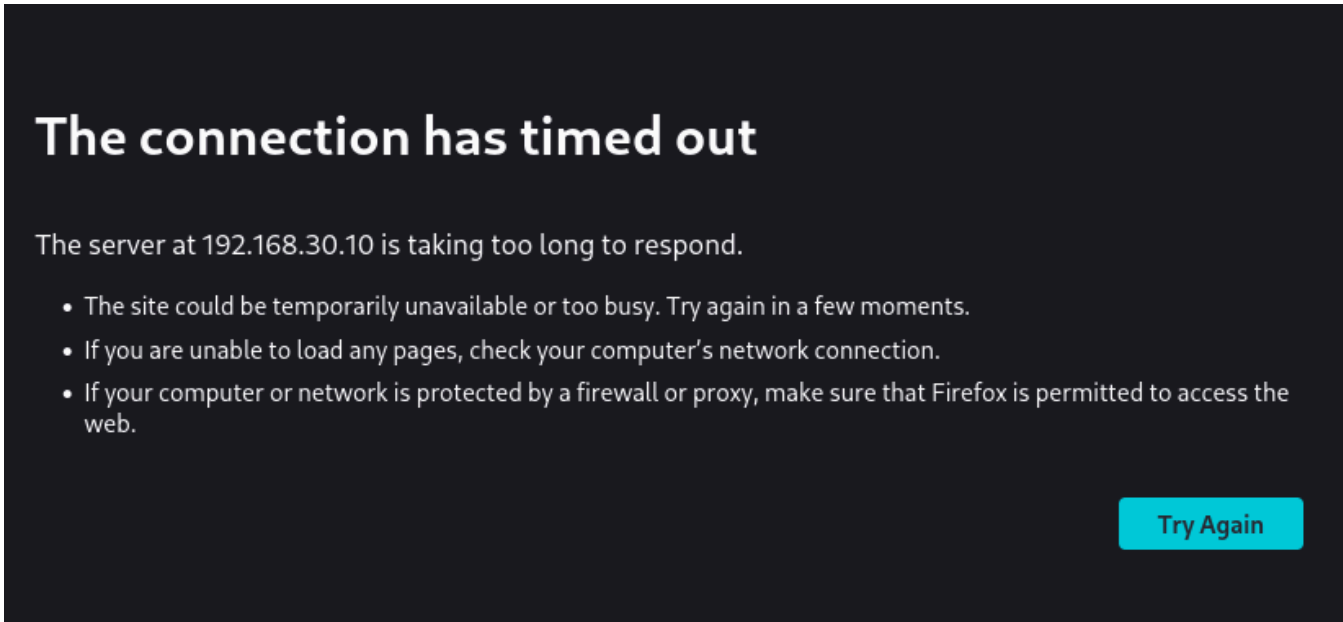 The connection has timed out
The server at 192.168.30.10 is taking too long to respond.
• The site could be temporarily unavailable or too busy. Try again in a few moments.
• If you are unable to load any pages, check your computer’s network connection.
• If your computer or network is protected by a firewall or proxy, make sure that Firefox is permitted to access the
web.
Try Again